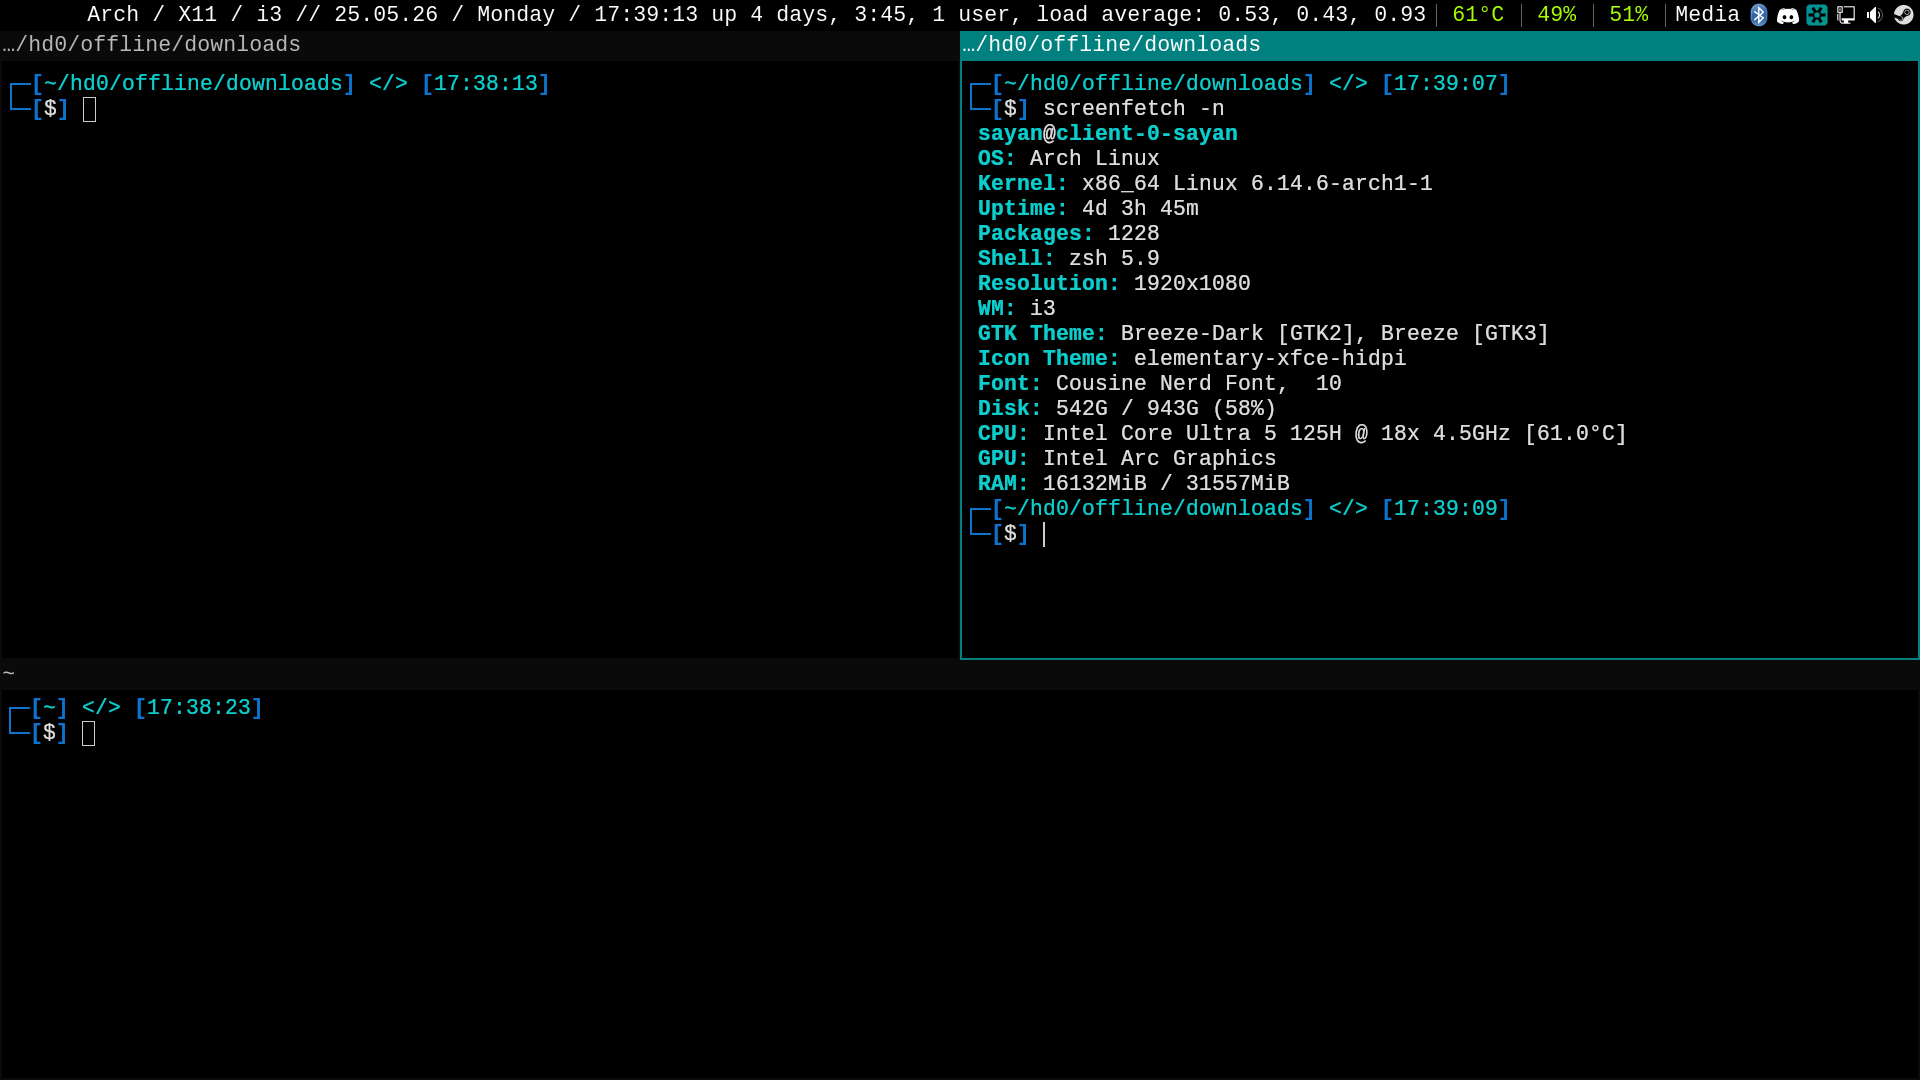 Arch / X11 / i3 // 25.05.26 / Monday / 17:39:13 up 4 days, 3:45, 1 user, load average: 0.53, 0.43, 0.93 61°C 49% 51% Media
…/hd0/offline/downloads
[~/hd0/offline/downloads] </> [17:38:13]
[$]
…/hd0/offline/downloads
[~/hd0/offline/downloads] </> [17:39:07]
[$] screenfetch -n
sayan@client-0-sayan
OS: Arch Linux
Kernel: x86_64 Linux 6.14.6-arch1-1
Uptime: 4d 3h 45m
Packages: 1228
Shell: zsh 5.9
Resolution: 1920x1080
WM: i3
GTK Theme: Breeze-Dark [GTK2], Breeze [GTK3]
Icon Theme: elementary-xfce-hidpi
Font: Cousine Nerd Font,  10
Disk: 542G / 943G (58%)
CPU: Intel Core Ultra 5 125H @ 18x 4.5GHz [61.0°C]
GPU: Intel Arc Graphics
RAM: 16132MiB / 31557MiB
[~/hd0/offline/downloads] </> [17:39:09]
[$]
~
[~] </> [17:38:23]
[$]